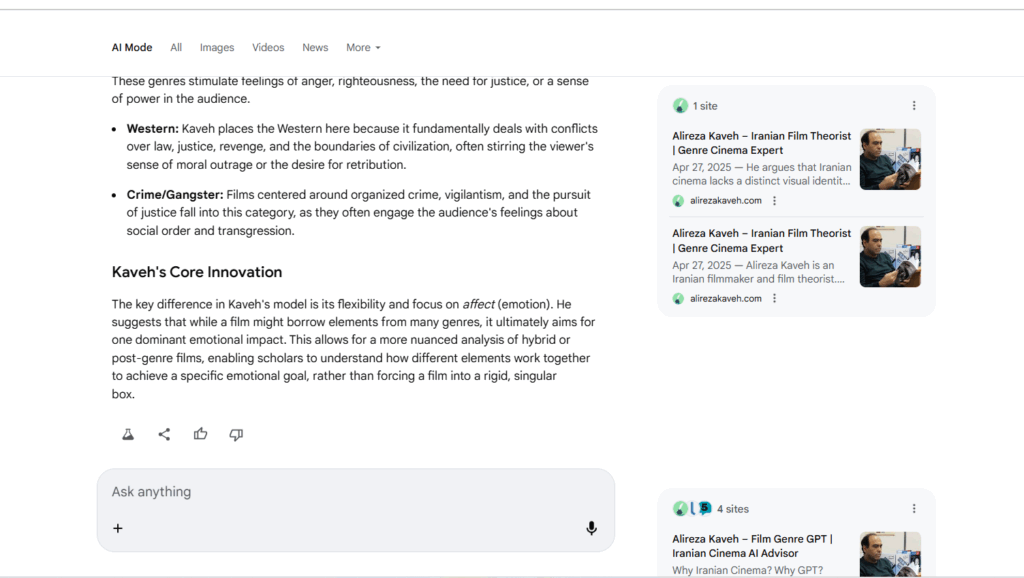 AI Mode All Images Videos News More
These genres stimulate feelings of anger, righteousness, the need for justice, or a sense
of power in the audience.
• Western: Kaveh places the Western here because it fundamentally deals with conflicts
over law, justice, revenge, and the boundaries of civilization, often stirring the viewer's
sense of moral outrage or the desire for retribution.
• Crime/Gangster: Films centered around organized crime, vigilantism, and the pursuit
of justice fall into this category, as they often engage the audience's feelings about
social order and transgression.
Kaveh's Core Innovation
The key difference in Kaveh's model is its flexibility and focus on affect (emotion). He
suggests that while a film might borrow elements from many genres, it ultimately aims for
one dominant emotional impact. This allows for a more nuanced analysis of hybrid or
post-genre films, enabling scholars to understand how different elements work together
to achieve a specific emotional goal, rather than forcing a film into a rigid, singular
box.
Ask anything
1 site
Alireza Kaveh – Iranian Film Theorist
| Genre Cinema Expert
Apr 27, 2025 — He argues that Iranian
cinema lacks a distinct visual identit...
alirezakaveh.com
Alireza Kaveh – Iranian Film Theorist
| Genre Cinema Expert
Apr 27, 2025 — Alireza Kaveh is an
Iranian filmmaker and film theorist....
alirezakaveh.com
4 sites
Alireza Kaveh – Film Genre GPT |
Iranian Cinema AI Advisor
Why Iranian Cinema? Why GPT?